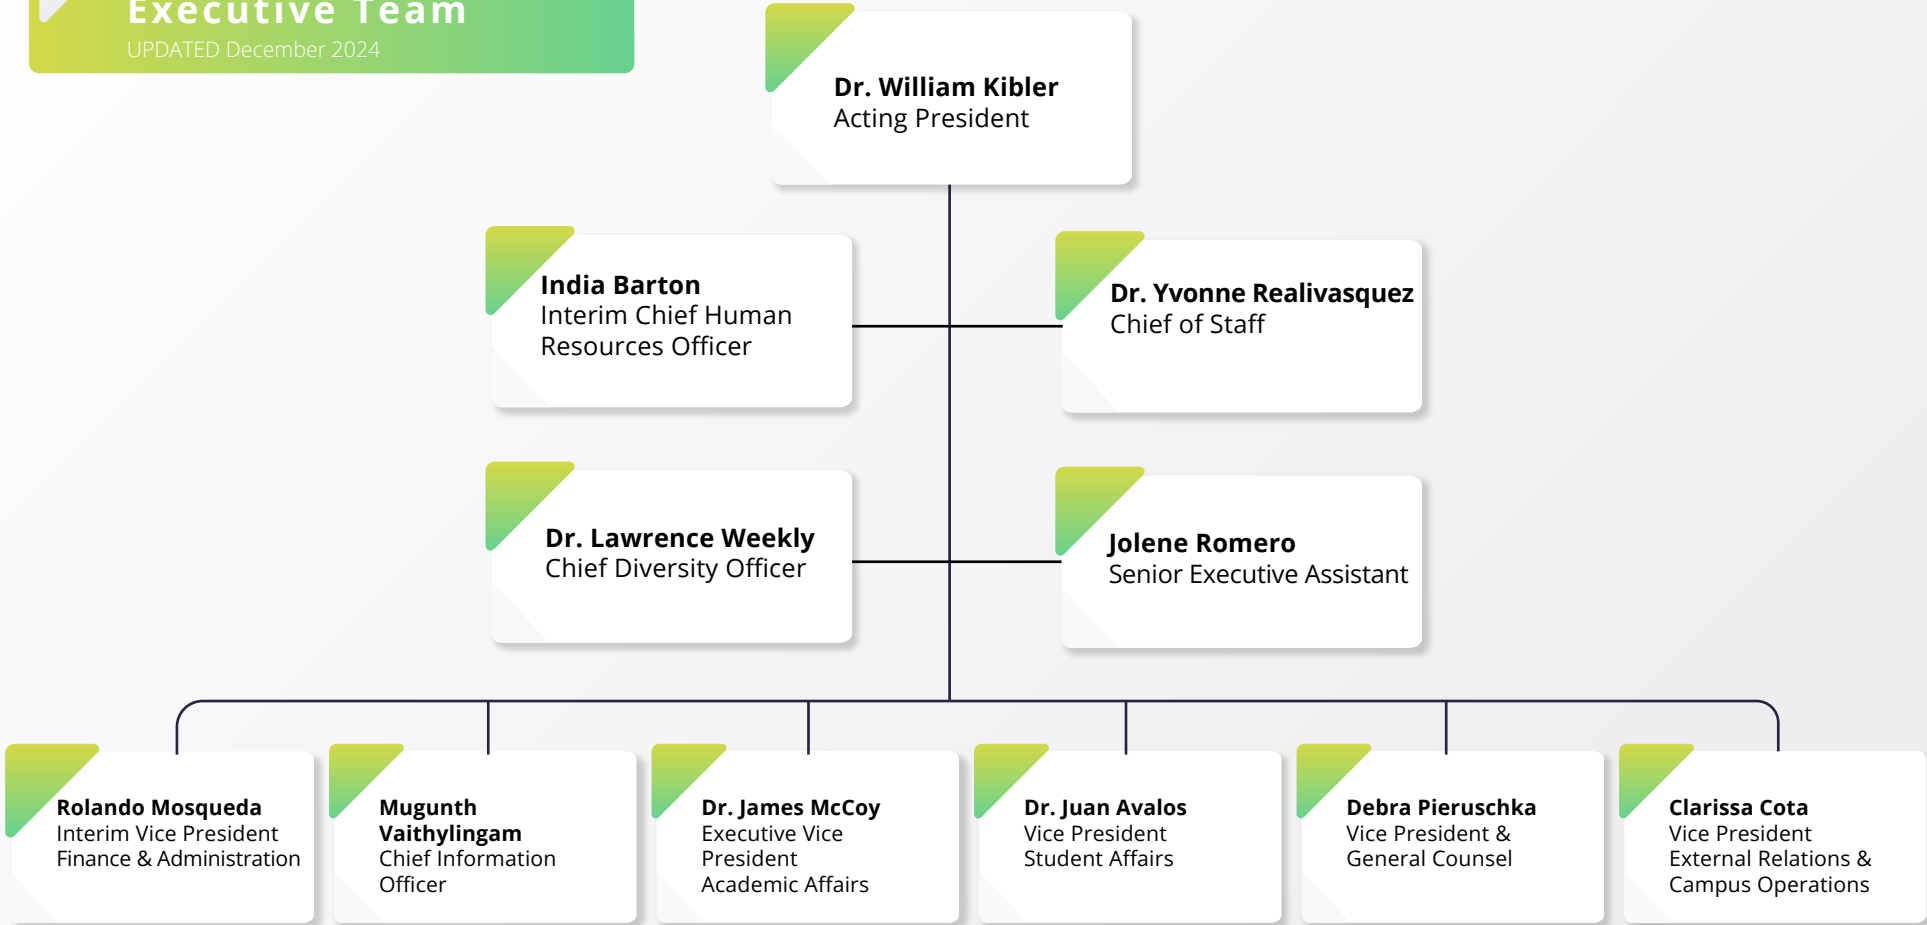 Executive Team
UPDATED December 2024
Dr. William Kibler
Acting President
India Barton
Interim Chief Human
Resources Officer
Dr. Yvonne Realivasquez
Chief of Staff
Dr. Lawrence Weekly
Chief Diversity Officer
Jolene Romero
Senior Executive Assistant
Rolando Mosqueda
Interim Vice President
Finance & Administration
Mugunth
Vaithylingam
Chief Information
Officer
Dr. James McCoy
Executive Vice
President
Academic Affairs
Dr. Juan Avalos
Vice President
Student Affairs
Debra Pieruschka
Vice President &
General Counsel
Clarissa Cota
Vice President
External Relations &
Campus Operations